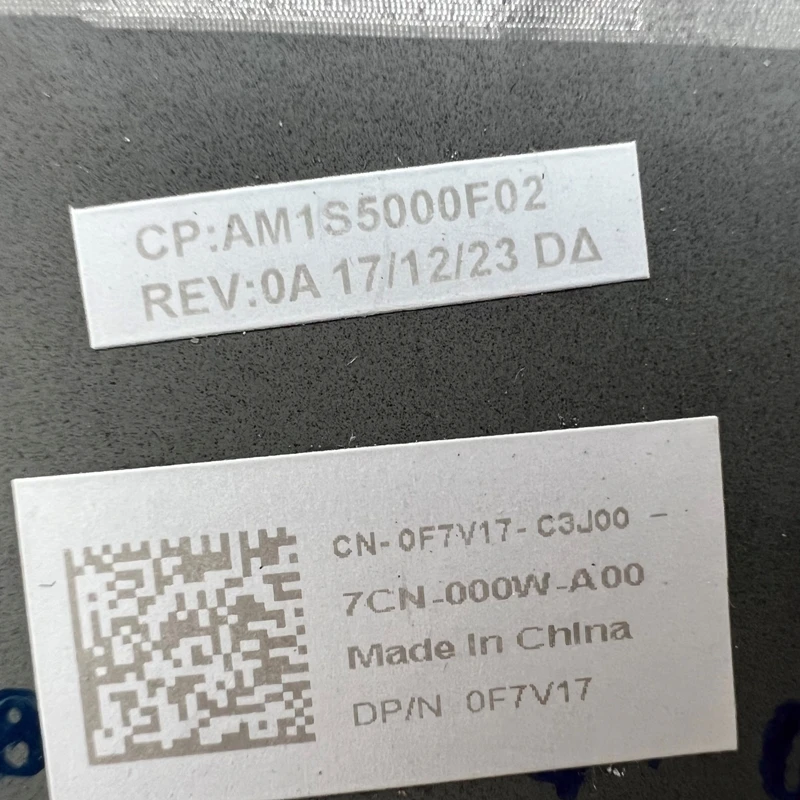 CP:AM1S5000F02
REV:0A 17/12/23 DΔ
CN-0F7V17-C3J00 -
7CN-000W-A00
Made In China
DP/N 0F7V17
8